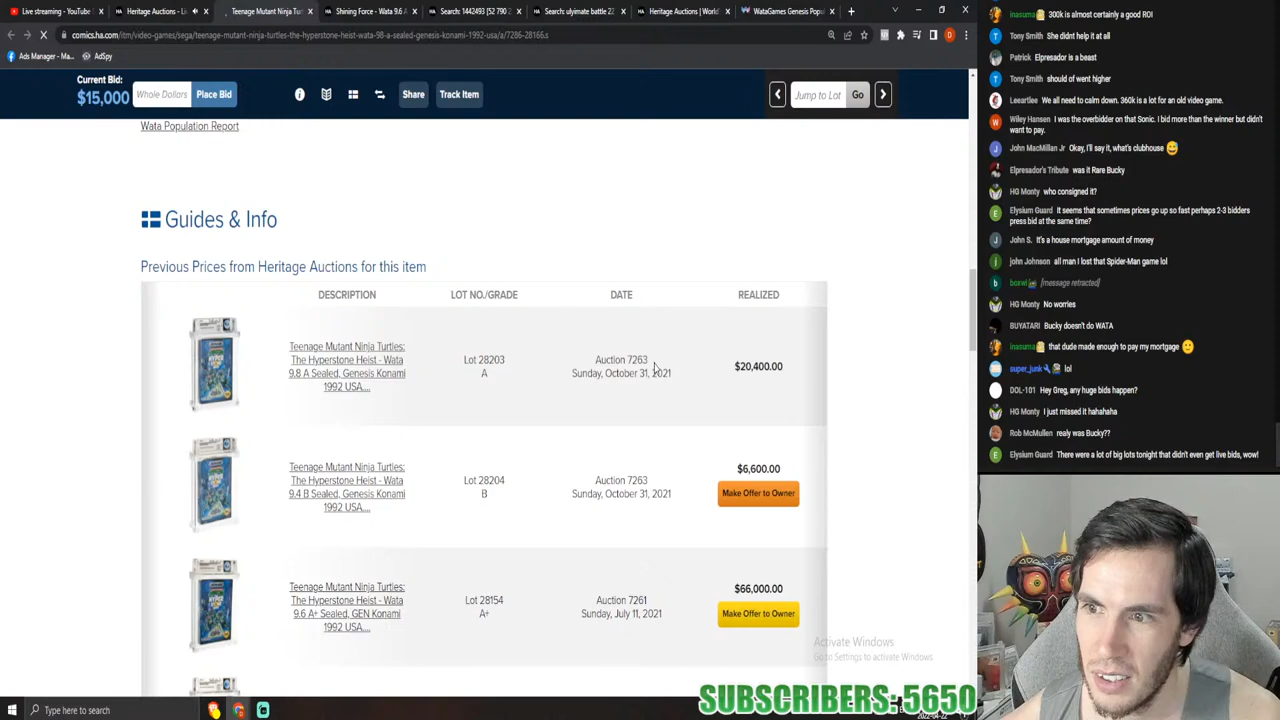 Live streaming - YouTube
Heritage Auctions - Li
Teenage Mutant Ninja Tur
Shining Force - Wata 9.6
1442493 (52 790
Search ulyimate battle 22
Heritage Auctions | World
WataGames Genesis Popu
comics.ha.com/itm/video-games/sega/teenage-mutant-ninja-turtles-the-hyperstone-heist-wata-98-a-sealed-genesis-konami-1992-usa/a/7286-28166.s
Ads Manager - Ma...
AdSpy
Current Bid:
$15,000
Whole Dollars
Place Bid
Share
Track Item
Jump to Lot
Go
Wata Population Report
Guides & Info
Previous Prices from Heritage Auctions for this item
DESCRIPTION
LOT NO./GRADE
DATE
REALIZED
Teenage Mutant Ninja Turtles:
The Hyperstone Heist - Wata
9.8 A Sealed, Genesis Konami
1992 USA....
Lot 28203
A
Auction 7263
Sunday, October 31, 2021
$20,400.00
Teenage Mutant Ninja Turtles:
The Hyperstone Heist - Wata
9.4 B Sealed, Genesis Konami
1992 USA....
Lot 28204
B
Auction 7263
Sunday, October 31, 2021
$6,600.00
Make Offer to Owner
Teenage Mutant Ninja Turtles:
The Hyperstone Heist - Wata
9.6 A+ Sealed, GEN Konami
1992 USA....
Lot 28154
A+
Auction 7261
Sunday, July 11, 2021
$66,000.00
Make Offer to Owner
Activate Windows
Go to Settings to activate Windows
Type here to search
SUBSCRIBERS: 5650
inasuma 300k is almost certainly a good ROI
Tony Smith She didnt help it at all
Patrick Elpresador is a beast
Tony Smith should of went higher
Leeartlee We all need to calm down. 360k is a lot for an old video game.
Wiley Hansen I was the overbidder on that Sonic. I bid more than the winner but didn't
want to pay.
John MacMillan Jr Okay, I'll say it, what's clubhouse
Elpresador's Tribute was it Rare Bucky
HG Monty who consigned it?
Elysium Guard It seems that sometimes prices go up so fast perhaps 2-3 bidders
press bid at the same time?
John S. It's a house mortgage amount of money
john Johnson all man I lost that Spider-Man game lol
boxwl [message retracted]
HG Monty No worries
BUYATARI Bucky doesn't do WATA
inasuma that dude made enough to pay my mortgage
super_junk lol
DOL-101 Hey Greg, any huge bids happen?
HG Monty I just missed it hahahaha
Rob McMullen realy was Bucky??
Elysium Guard There were a lot of big lots tonight that didn't even get live bids, wow!